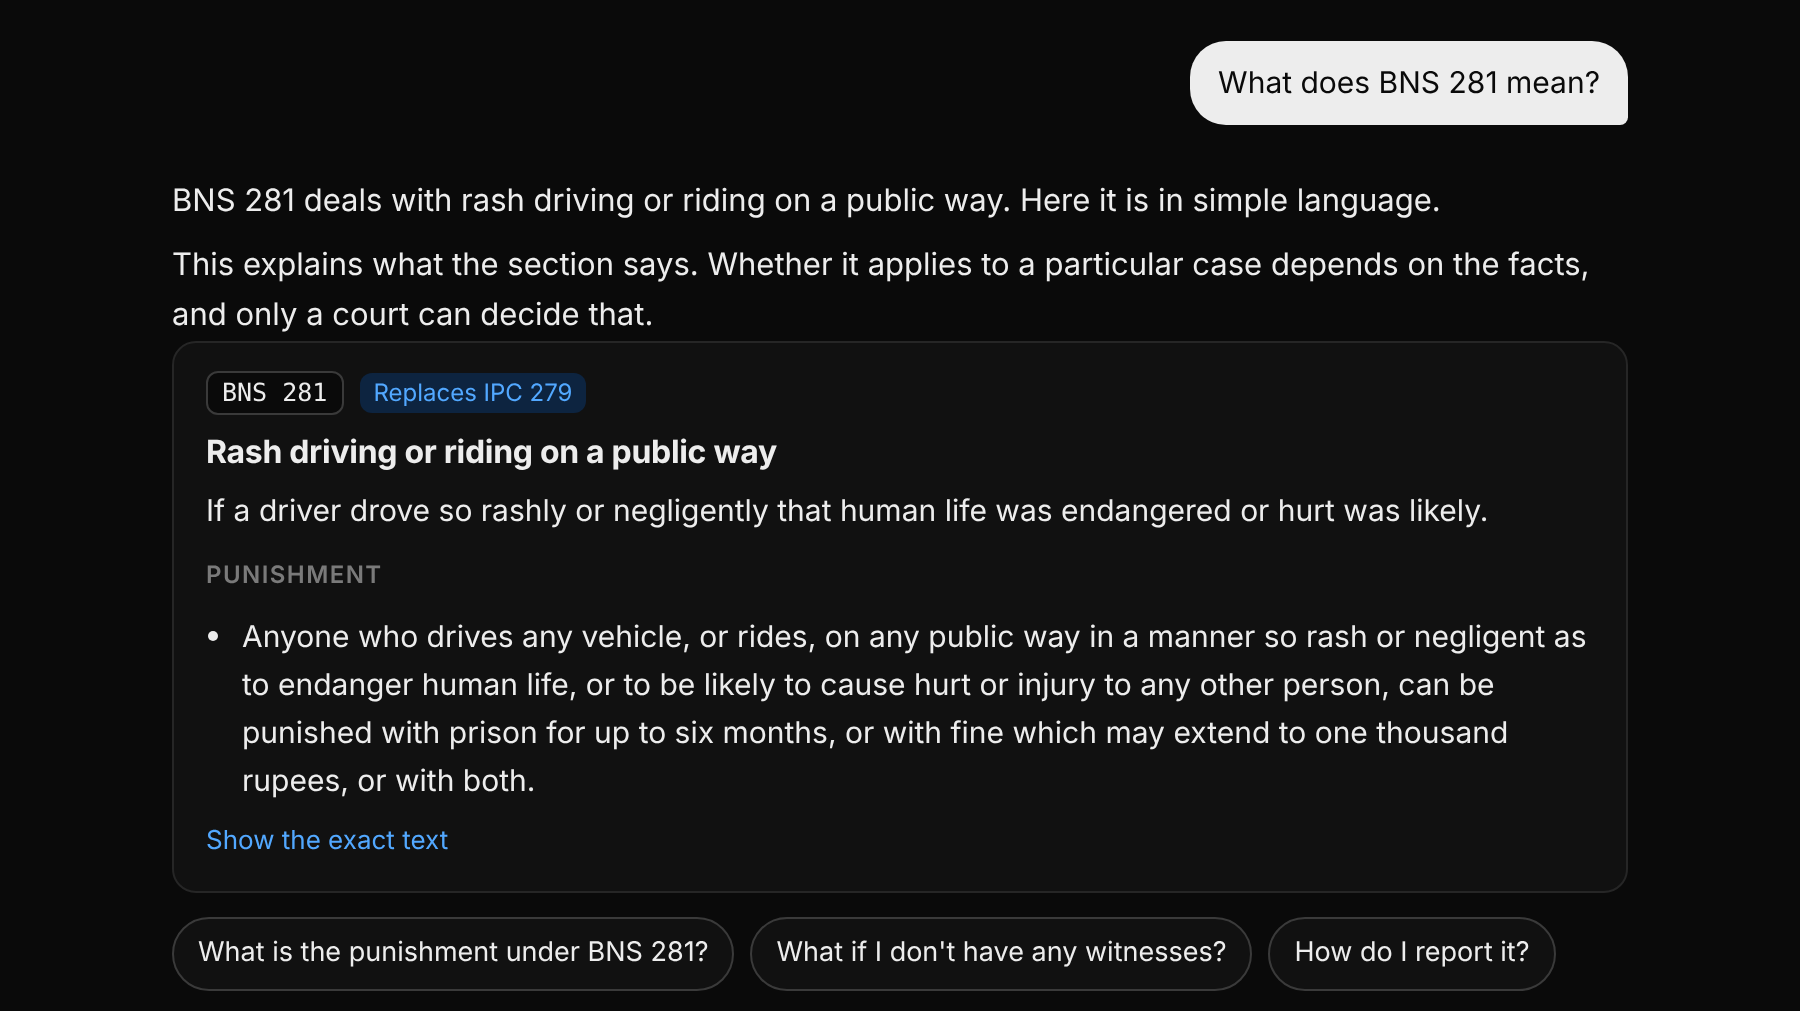 What does BNS 281 mean?
BNS 281 deals with rash driving or riding on a public way. Here it is in simple language.
This explains what the section says. Whether it applies to a particular case depends on the facts,
and only a court can decide that.
BNS 281 Replaces IPC 279
Rash driving or riding on a public way
If a driver drove so rashly or negligently that human life was endangered or hurt was likely.
PUNISHMENT
• Anyone who drives any vehicle, or rides, on any public way in a manner so rash or negligent as
to endanger human life, or to be likely to cause hurt or injury to any other person, can be
punished with prison for up to six months, or with fine which may extend to one thousand
rupees, or with both.
Show the exact text
What is the punishment under BNS 281? What if I don't have any witnesses? How do I report it?